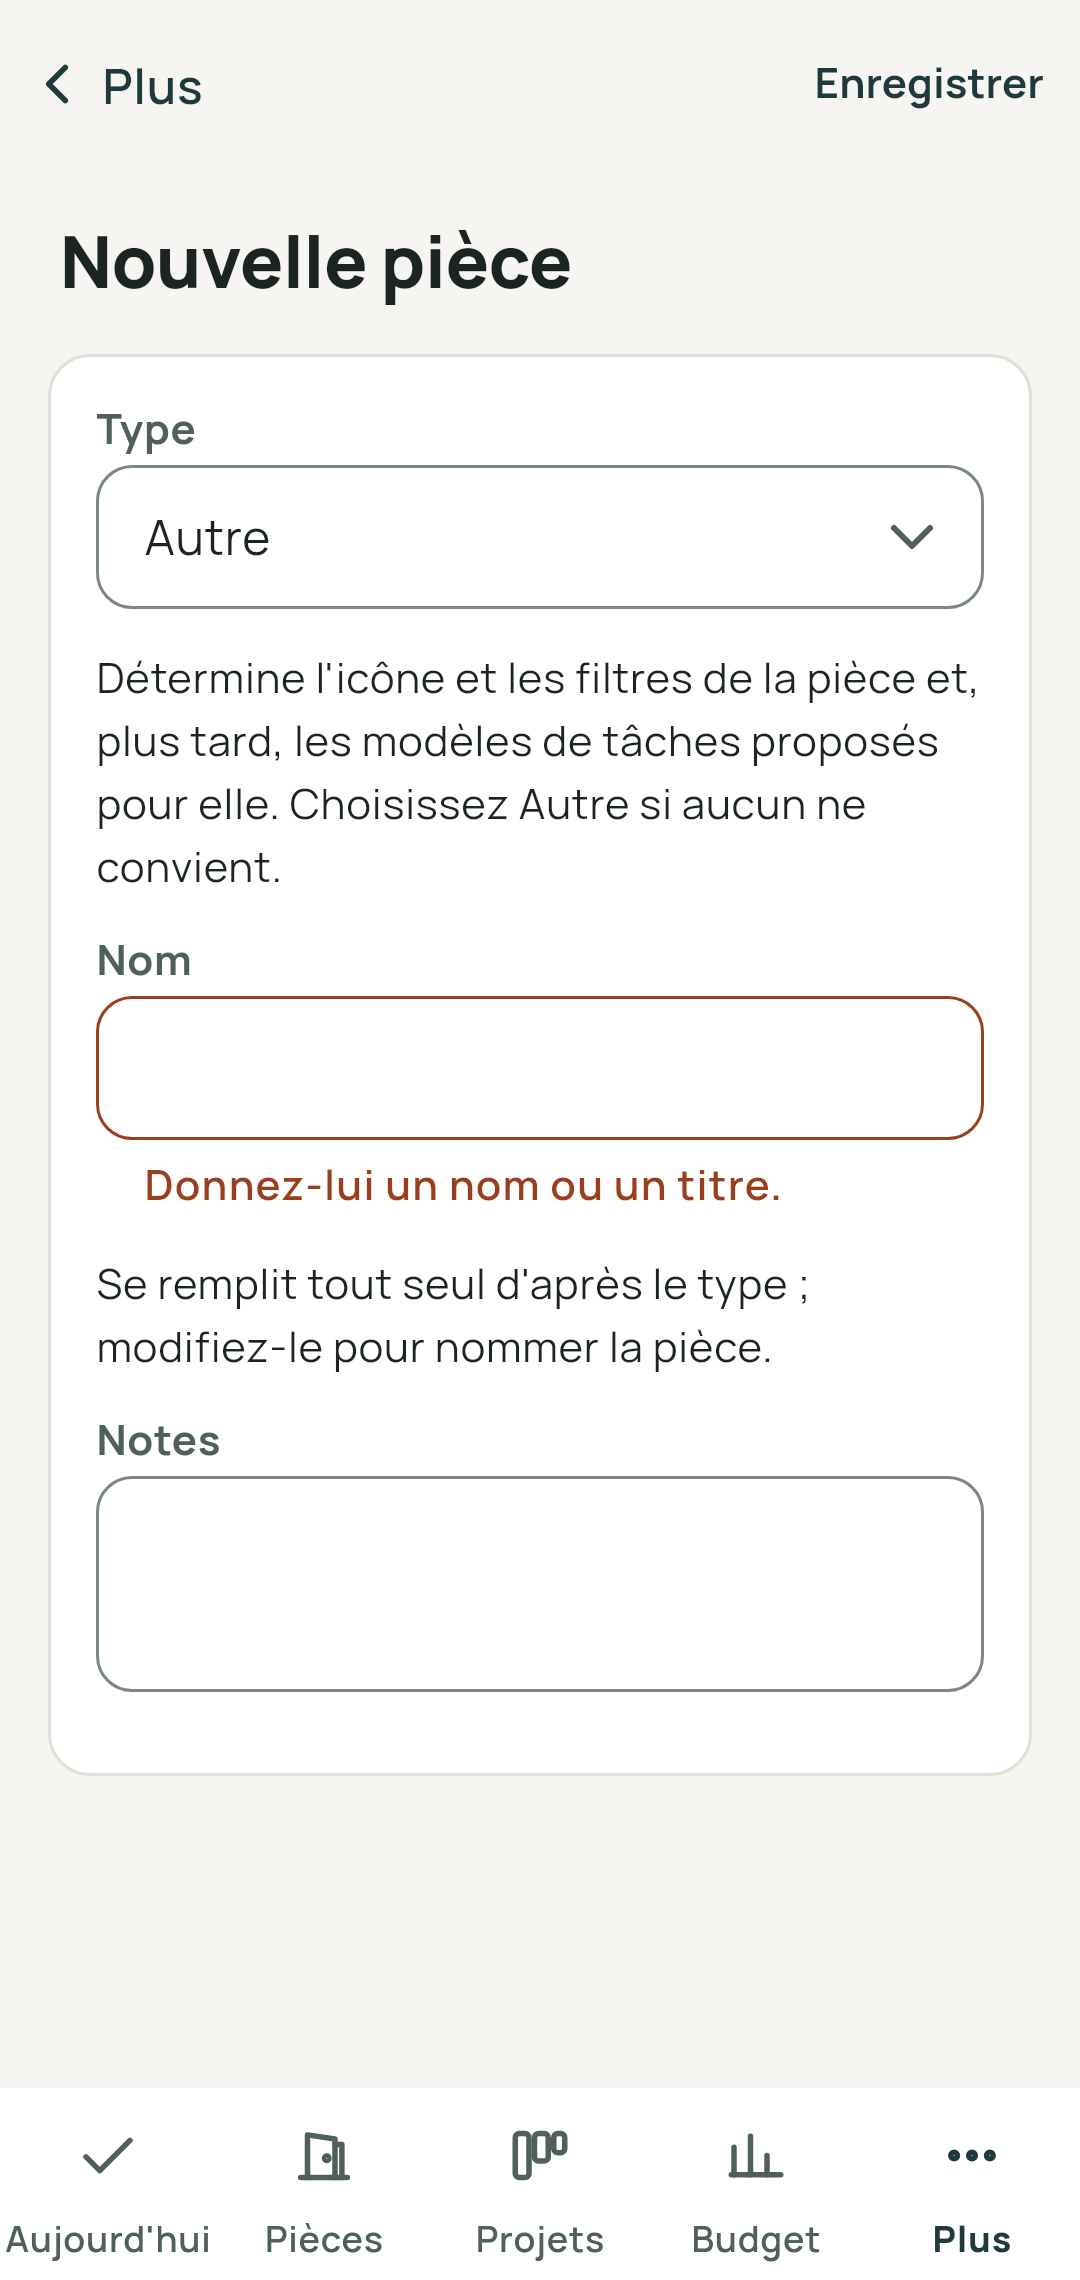 Plus
Enregistrer
Nouvelle pièce
Type
Autre
Détermine l'icône et les filtres de la pièce et,
plus tard, les modèles de tâches proposés
pour elle. Choisissez Autre si aucun ne
convient.
Nom
Donnez-lui un nom ou un titre.
Se remplit tout seul d'après le type ;
modifiez-le pour nommer la pièce.
Notes
Aujourd'hui
Pièces
Projets
Budget
Plus